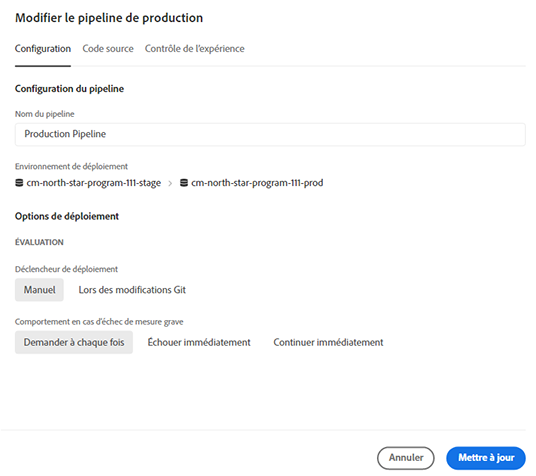 Modifier le pipeline de production
Configuration Code source Contrôle de l'expérience
Configuration du pipeline
Nom du pipeline
Production Pipeline
Environnement de déploiement
cm-north-star-program-111-stage > cm-north-star-program-111-prod
Options de déploiement
ÉVALUATION
Déclencheur de déploiement
Manuel Lors des modifications Git
Comportement en cas d'échec de mesure grave
Demander à chaque fois Échouer immédiatement Continuer immédiatement
Annuler Mettre à jour